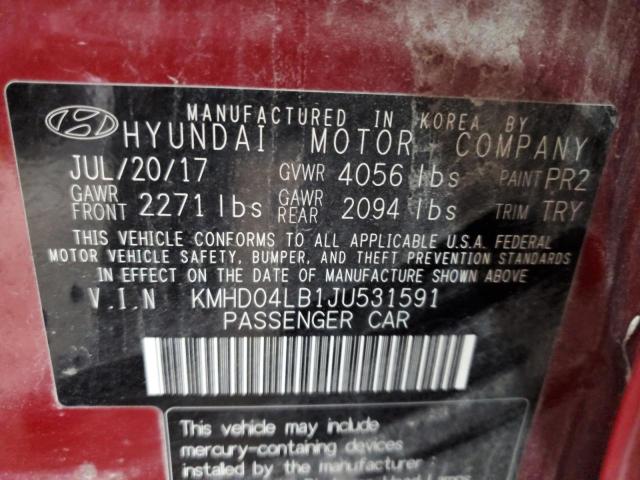 MANUFACTURED IN KOREA BY
HYUNDAI MOTOR COMPANY
JUL/20/17 GVWR 4056 lbs PAINT PR2
GAWR FRONT 2271 lbs GAWR REAR 2094 lbs TRIM TRY
THIS VEHICLE CONFORMS TO ALL APPLICABLE U.S.A. FEDERAL
MOTOR VEHICLE SAFETY, BUMPER, AND THEFT PREVENTION STANDARDS
IN EFFECT ON THE DATE OF MANUFACTURE SHOWN ABOVE
V.I.N KMHD04LB1JU531591
PASSENGER CAR
This vehicle may include
mercury-containing devices
installed by the manufacturer :